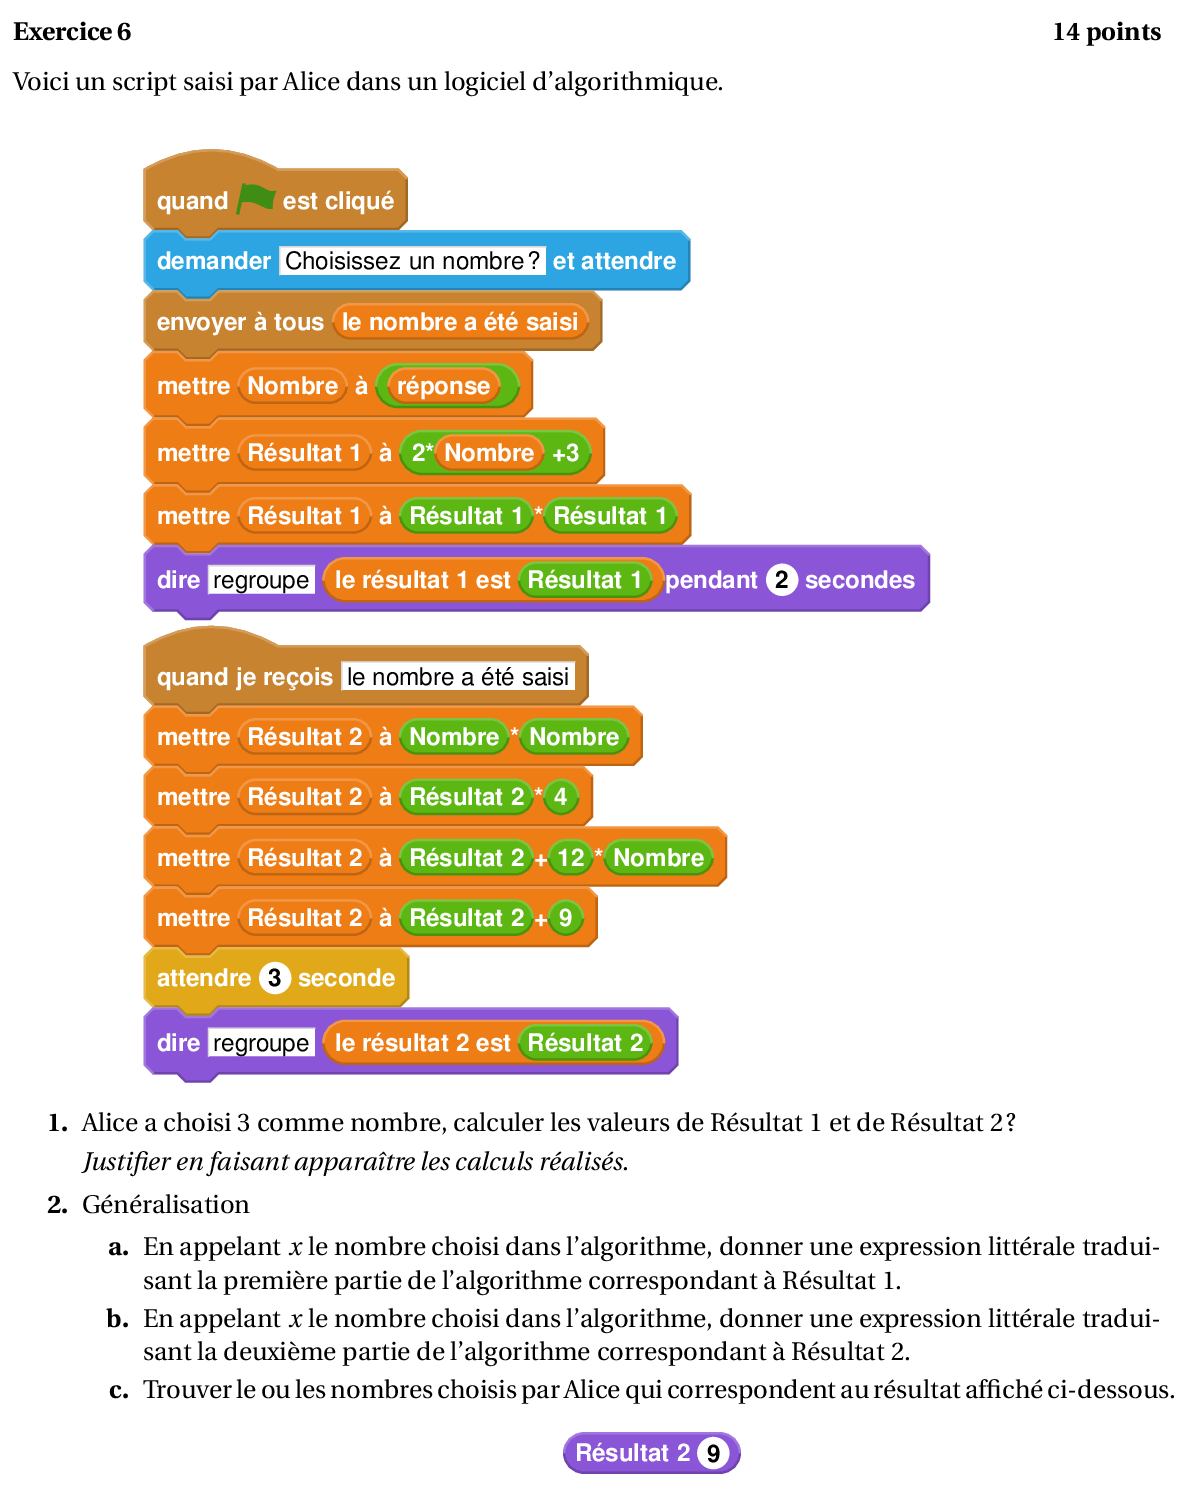 Exercice 6 14 points
Voici un script saisi par Alice dans un logiciel d'algorithmique.
quand est cliqué
demander Choisissez un nombre ? et attendre
envoyer à tous le nombre a été saisi
mettre Nombre à réponse
mettre Résultat 1 à 2* Nombre +3
mettre Résultat 1 à Résultat 1 * Résultat 1
dire regroupe le résultat 1 est Résultat 1 pendant 2 secondes
quand je reçois le nombre a été saisi
mettre Résultat 2 à Nombre * Nombre
mettre Résultat 2 à Résultat 2 * 4
mettre Résultat 2 à Résultat 2 + 12 * Nombre
mettre Résultat 2 à Résultat 2 + 9
attendre 3 seconde
dire regroupe le résultat 2 est Résultat 2
1. Alice a choisi 3 comme nombre, calculer les valeurs de Résultat 1 et de Résultat 2 ?
Justifier en faisant apparaître les calculs réalisés.
2. Généralisation
a. En appelant x le nombre choisi dans l'algorithme, donner une expression littérale tradui-
sant la première partie de l'algorithme correspondant à Résultat 1.
b. En appelant x le nombre choisi dans l'algorithme, donner une expression littérale tradui-
sant la deuxième partie de l'algorithme correspondant à Résultat 2.
c. Trouver le ou les nombres choisis par Alice qui correspondent au résultat affiché ci-dessous.
Résultat 2 9